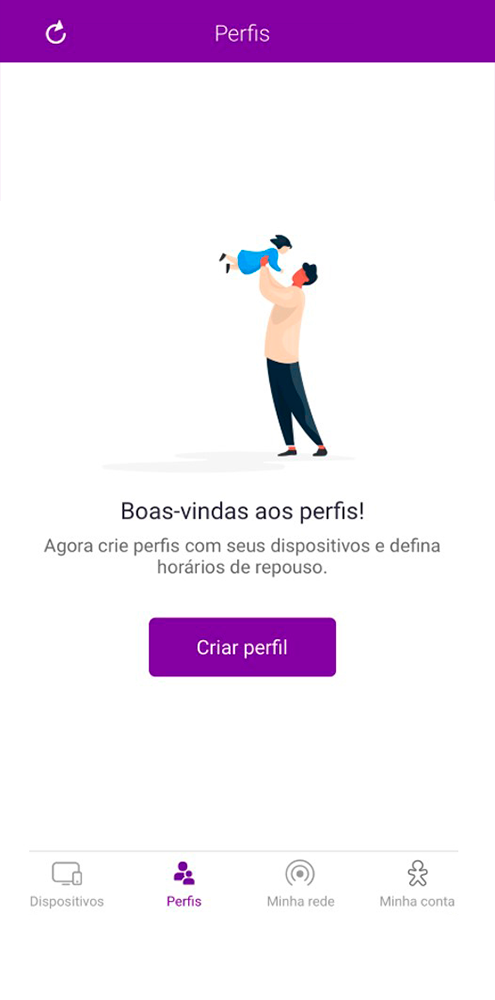 Perfis
Boas-vindas aos perfis!
Agora crie perfis com seus dispositivos e defina
horários de repouso.
Criar perfil
Dispositivos
Perfis
Minha rede
Minha conta